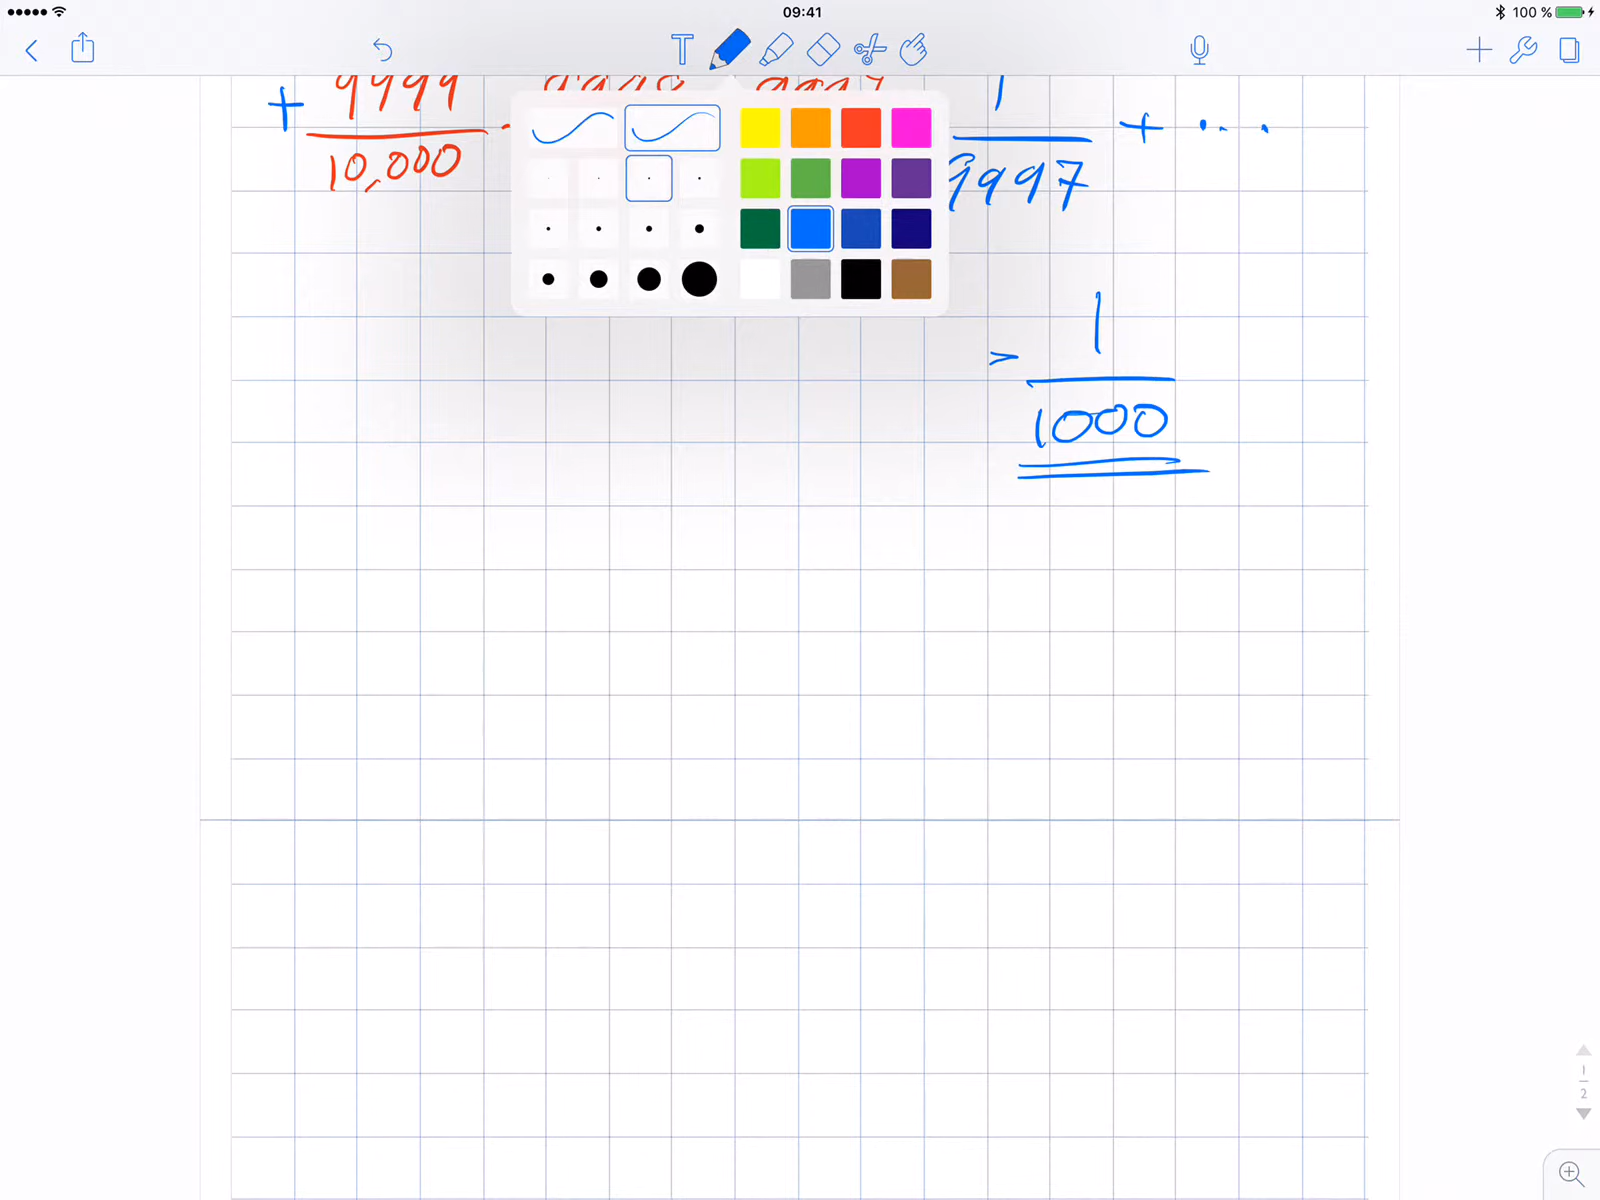 09:41
100 %
T
+ 9999 / 10,000 · 1 / 9997 + ...
> 1 / 1000
1
2